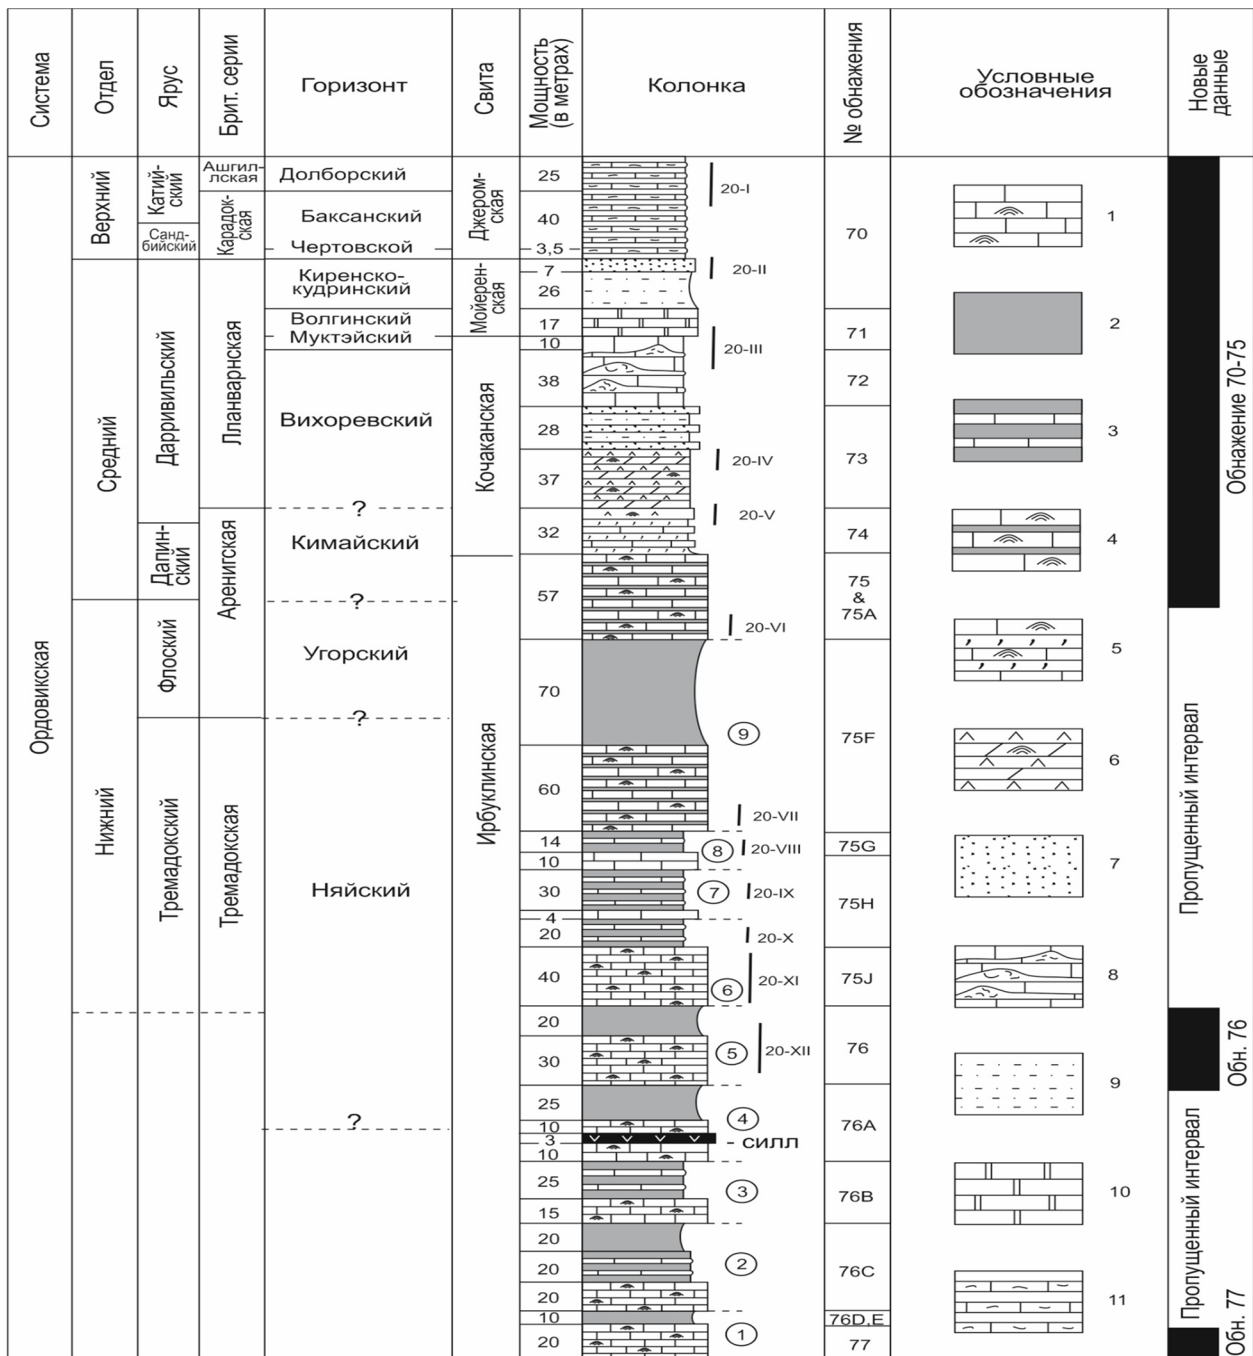 Система
Отдел
Ярус
Брит. серии
Горизонт
Свита
Мощность
(в метрах)
Колонка
№ обнажения
Условные
обозначения
Новые
данные
Ордовикская
Верхний
Средний
Нижний
Катий-
ский
Санд-
бийский
Дарривильский
Дапин-
ский
Флоский
Тремадокский
Ашгил-
лская
Карадок-
ская
Лланварнская
Аренигская
Тремадокская
Долборский
Баксанский
Чертовской
Киренско-
кудринский
Волгинский
Муктэйский
Вихоревский
?
Кимайский
?
Угорский
?
Няйский
?
Джером-
ская
Мойерен-
ская
Кочаканская
Ирбуклинская
25
40
3,5
7
26
17
10
38
28
37
32
57
70
60
14
10
30
4
20
40
20
30
25
10
3
10
25
15
20
20
20
10
20
20-I
20-II
20-III
20-IV
20-V
20-VI
9
20-VII
8
20-VIII
7
20-IX
20-X
6
20-XI
5
20-XII
4
- силл
3
2
1
70
71
72
73
74
75
&
75A
75F
75G
75H
75J
76
76A
76B
76C
76D,E
77
1
2
3
4
5
6
7
8
9
10
11
Обнажение 70-75
Пропущенный интервал
Обн. 76
Пропущенный интервал
Обн. 77